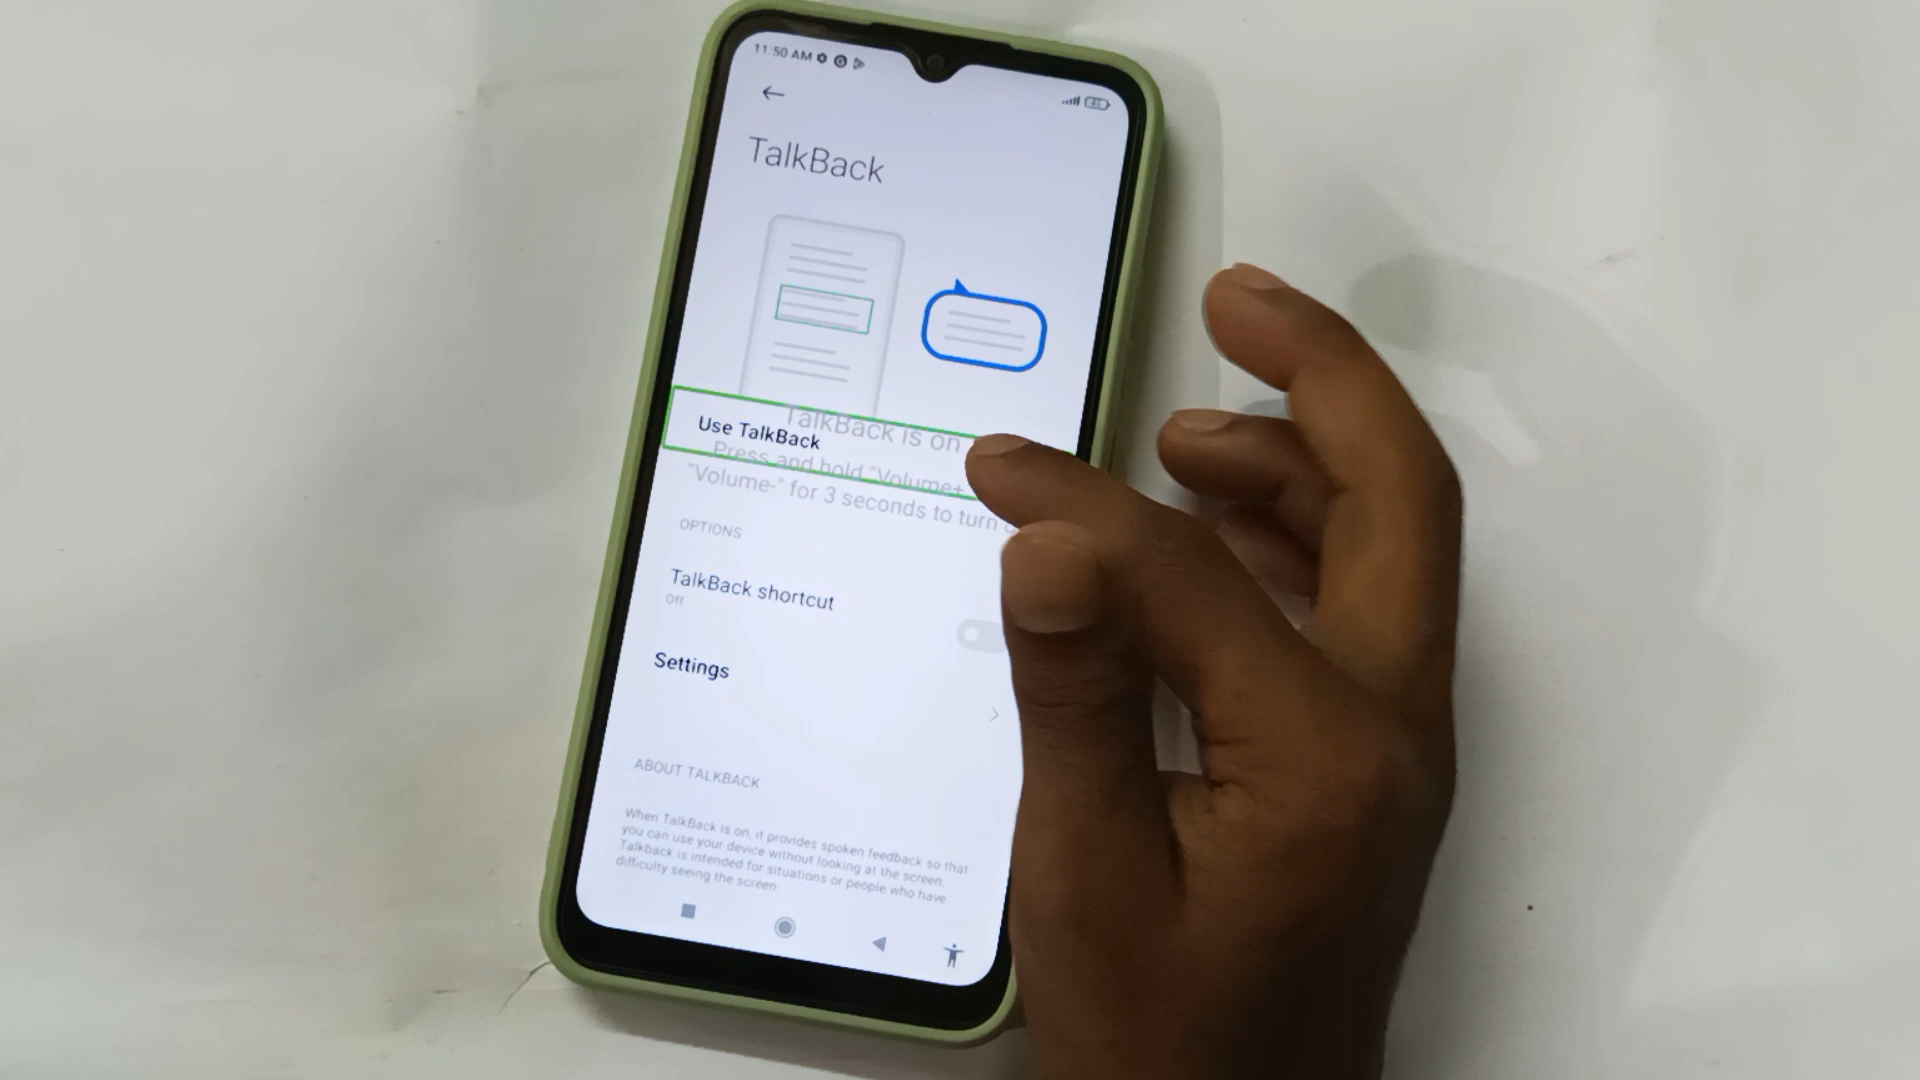 11:50 AM
TalkBack
TalkBack is on
Use TalkBack
Press and hold "Volume+
"Volume-" for 3 seconds to turn
OPTIONS
TalkBack shortcut
Off
Settings
ABOUT TALKBACK
When TalkBack is on, it provides spoken feedback so that
you can use your device without looking at the screen.
Talkback is intended for situations or people who have
difficulty seeing the screen.